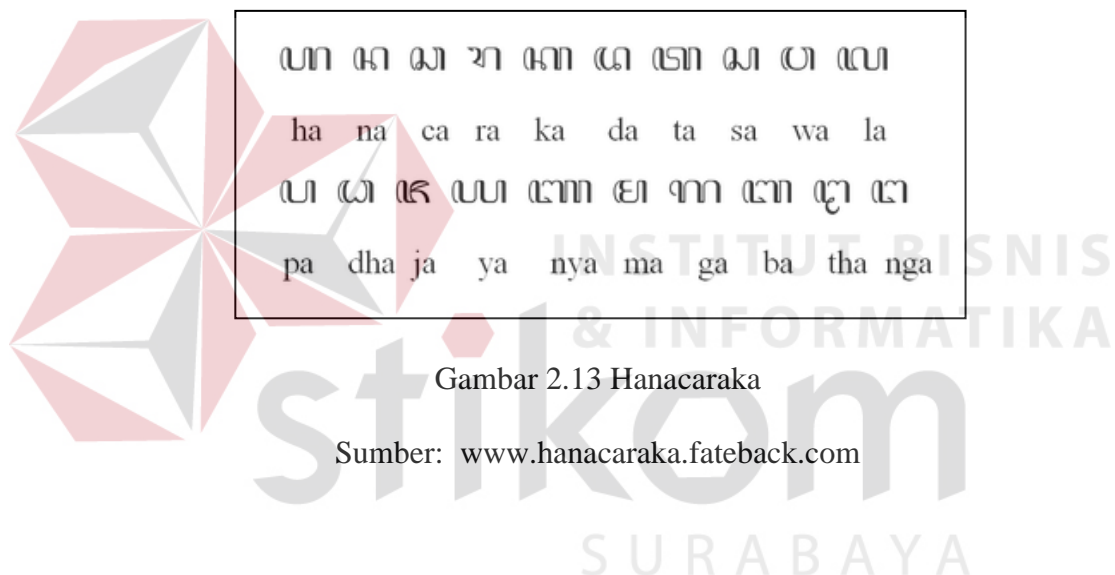 ꦲ ꦤ ꦕ ꦫ ꦏ ꦢ ꦠ ꦱ ꦮ ꦭ
ha na ca ra ka da ta sa wa la
ꦥ ꦝ ꦗ ꦪ ꦚ ꦩ ꦒ ꦧ ꦛ ꦔ
pa dha ja ya nya ma ga ba tha nga
INSTITUT BISNIS
& INFORMATIKA
Gambar 2.13 Hanacaraka
stikom
Sumber: www.hanacaraka.fateback.com
SURABAYA